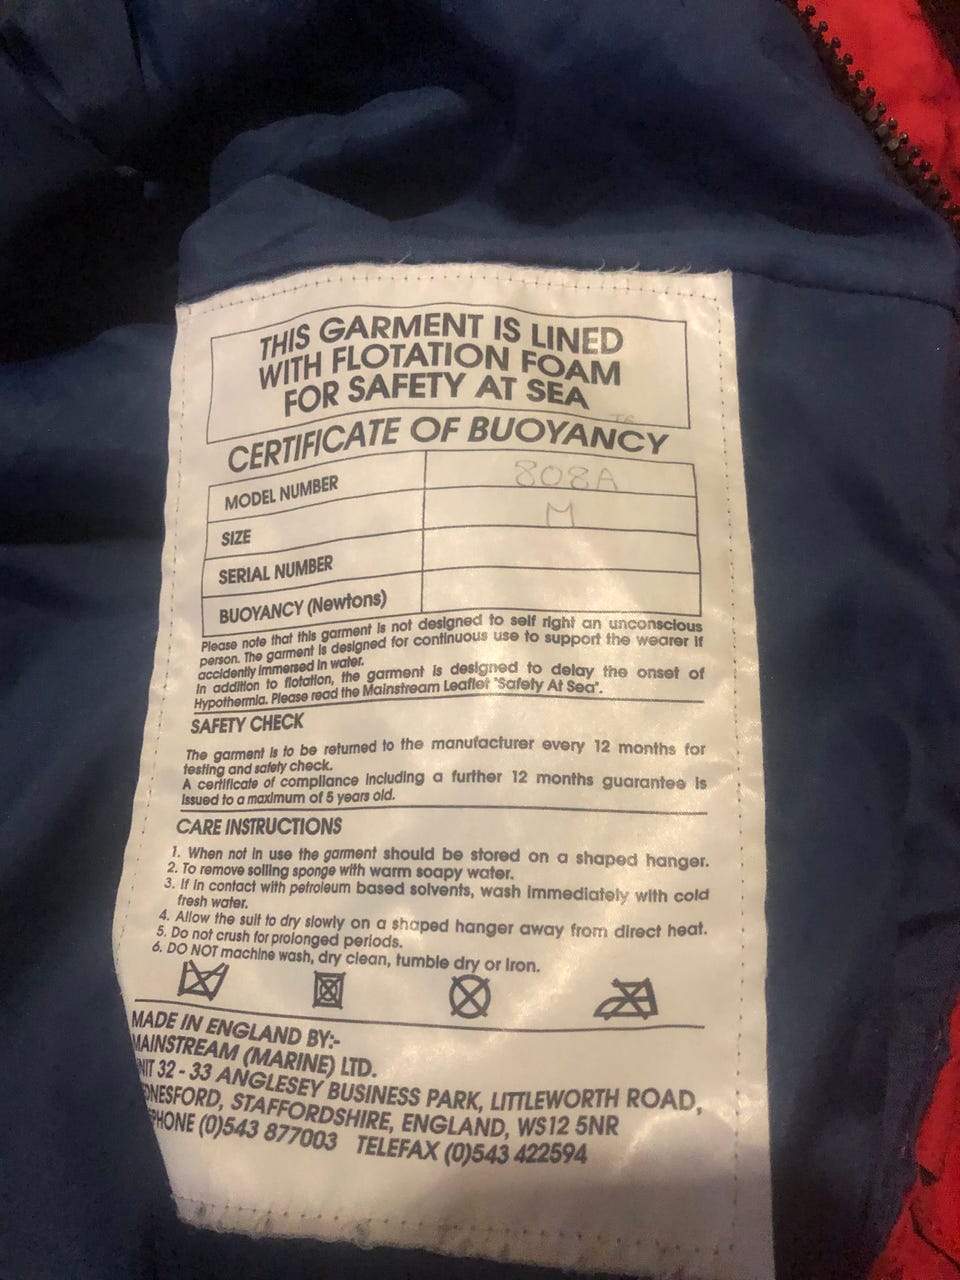 THIS GARMENT IS LINED
WITH FLOTATION FOAM
FOR SAFETY AT SEA
CERTIFICATE OF BUOYANCY
MODEL NUMBER 808A
SIZE M
SERIAL NUMBER
BUOYANCY (Newtons)
Please note that this garment is not designed to self right an unconscious
person. The garment is designed for continuous use to support the wearer if
accidently immersed in water.
In addition to flotation, the garment is designed to delay the onset of
Hypothermia. Please read the Mainstream Leaflet "Safety At Sea".
SAFETY CHECK
The garment is to be returned to the manufacturer every 12 months for
testing and safety check.
A certificate of compliance including a further 12 months guarantee is
issued to a maximum of 5 years old.
CARE INSTRUCTIONS
1. When not in use the garment should be stored on a shaped hanger.
2. To remove soiling sponge with warm soapy water.
3. If in contact with petroleum based solvents, wash immediately with cold
fresh water.
4. Allow the suit to dry slowly on a shaped hanger away from direct heat.
5. Do not crush for prolonged periods.
6. DO NOT machine wash, dry clean, tumble dry or iron.
MADE IN ENGLAND BY:-
MAINSTREAM (MARINE) LTD.
NIT 32 - 33 ANGLESEY BUSINESS PARK, LITTLEWORTH ROAD,
DNESFORD, STAFFORDSHIRE, ENGLAND, WS12 5NR
PHONE (0)543 877003 TELEFAX (0)543 422594